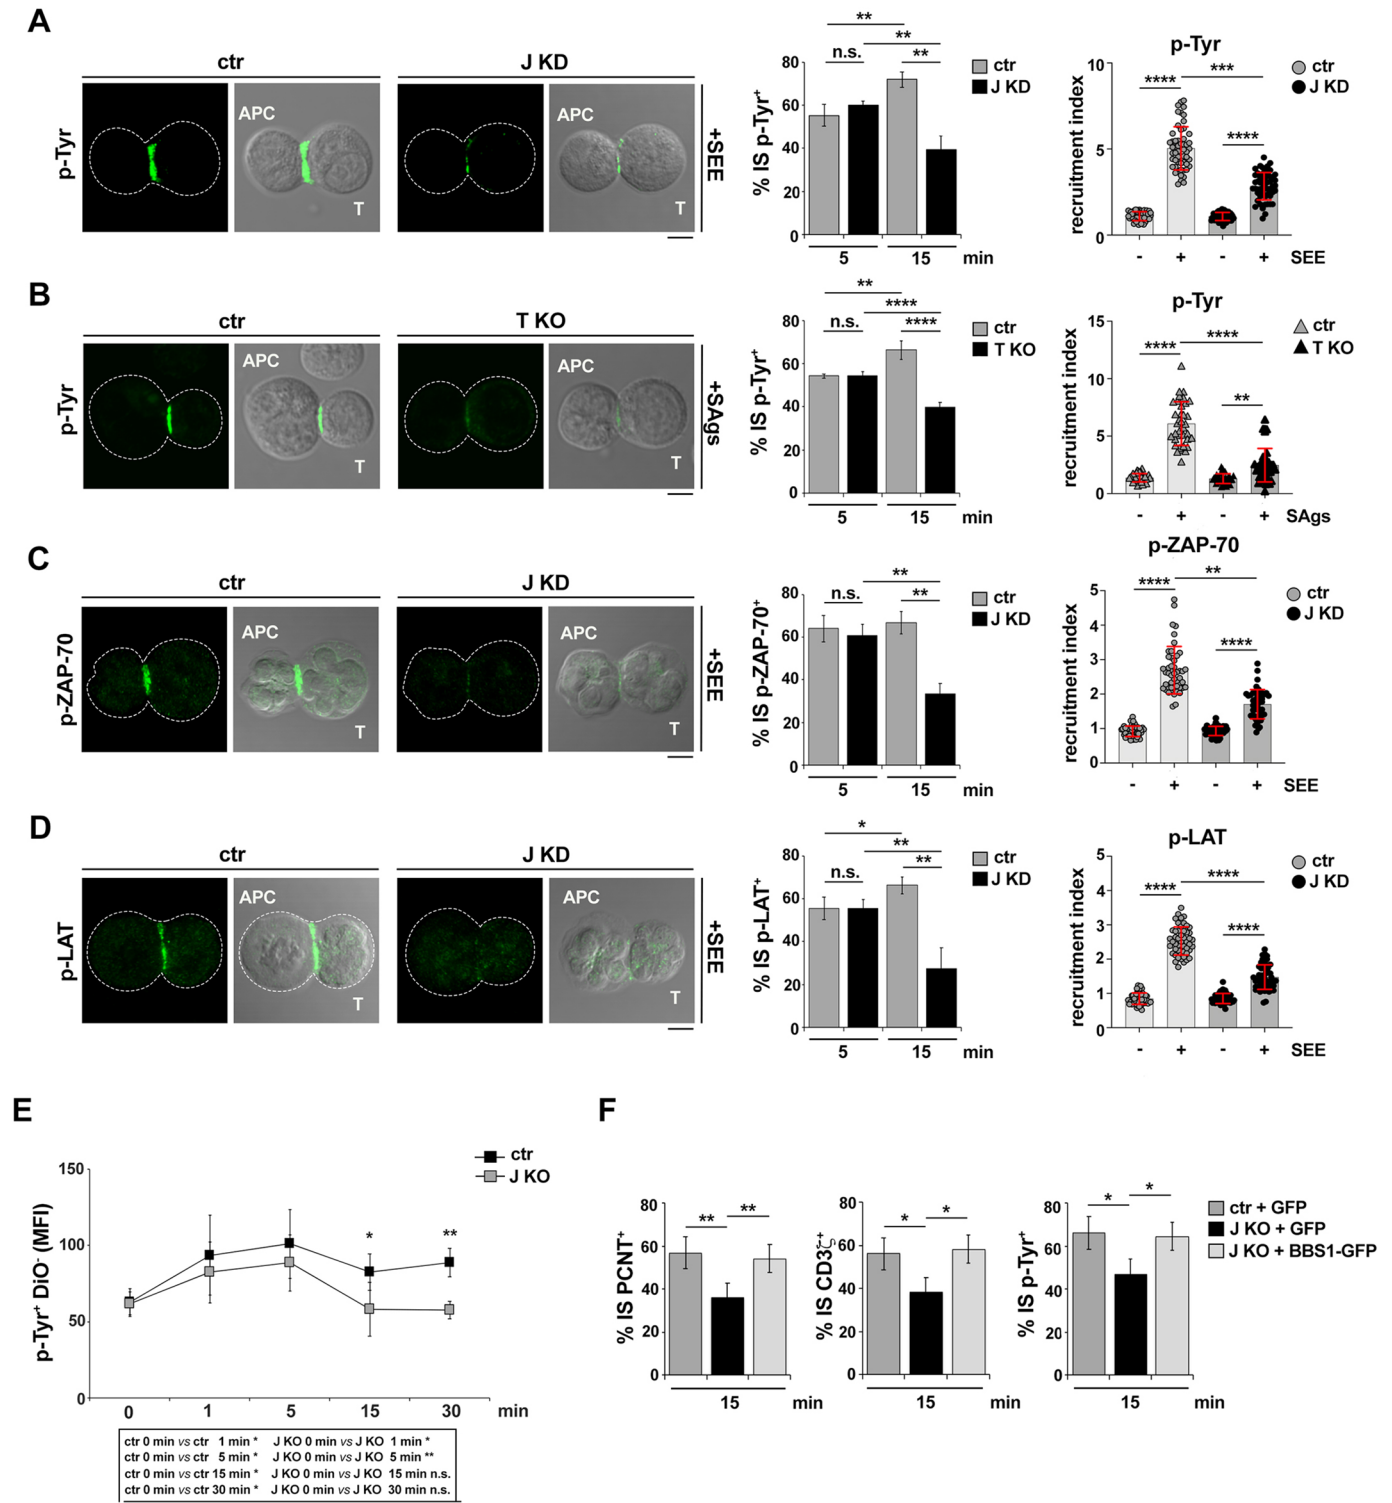 A
ctr
J KD
p-Tyr
APC
T
APC
T
+SEE
% IS p-Tyr+
80
60
40
20
0
**
**
n.s.
**
ctr
J KD
5
15
min
p-Tyr
recruitment index
10
5
0
****
***
****
ctr
J KD
-
+
-
+
SEE
B
ctr
T KO
p-Tyr
APC
T
APC
T
+SAgs
% IS p-Tyr+
80
60
40
20
0
**
****
n.s.
****
ctr
T KO
5
15
min
p-Tyr
recruitment index
15
10
5
0
****
****
**
ctr
T KO
-
+
-
+
SAgs
C
ctr
J KD
p-ZAP-70
APC
T
APC
T
+SEE
% IS p-ZAP-70+
80
60
40
20
0
**
n.s.
**
ctr
J KD
5
15
min
p-ZAP-70
recruitment index
5
4
3
2
1
0
****
**
****
ctr
J KD
-
+
-
+
SEE
D
ctr
J KD
p-LAT
APC
T
APC
T
+SEE
% IS p-LAT+
80
60
40
20
0
*
**
n.s.
**
ctr
J KD
5
15
min
p-LAT
recruitment index
5
4
3
2
1
0
****
****
****
ctr
J KD
-
+
-
+
SEE
E
p-Tyr+ DiO- (MFI)
150
100
50
0
ctr
J KO
*
**
0
1
5
15
30
min
ctr 0 min vs ctr 1 min * J KO 0 min vs J KO 1 min *
ctr 0 min vs ctr 5 min * J KO 0 min vs J KO 5 min **
ctr 0 min vs ctr 15 min * J KO 0 min vs J KO 15 min n.s.
ctr 0 min vs ctr 30 min * J KO 0 min vs J KO 30 min n.s.
F
% IS PCNT+
80
60
40
20
0
**
**
15
min
% IS CD3ζ+
80
60
40
20
0
*
*
15
min
% IS p-Tyr+
80
60
40
20
0
*
*
15
min
ctr + GFP
J KO + GFP
J KO + BBS1-GFP